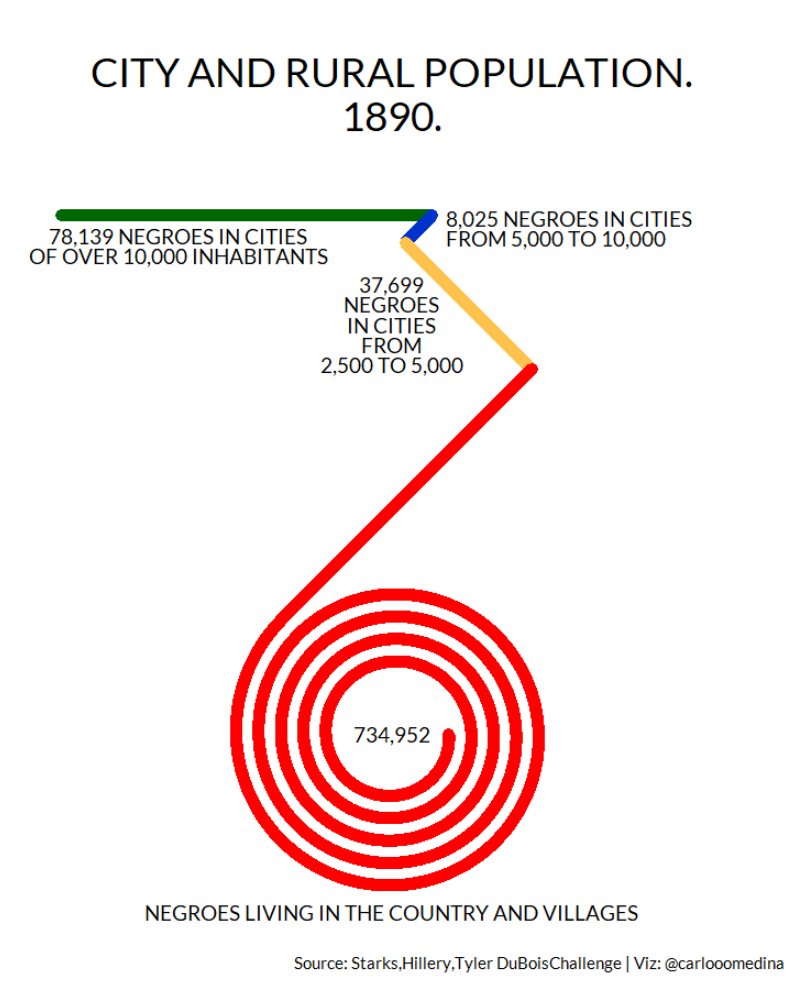 CITY AND RURAL POPULATION.
1890.
78,139 NEGROES IN CITIES
OF OVER 10,000 INHABITANTS
8,025 NEGROES IN CITIES
FROM 5,000 TO 10,000
37,699
NEGROES
IN CITIES
FROM
2,500 TO 5,000
734,952
NEGROES LIVING IN THE COUNTRY AND VILLAGES
Source: Starks,Hillery,Tyler DuBoisChallenge | Viz: @carlooomedina